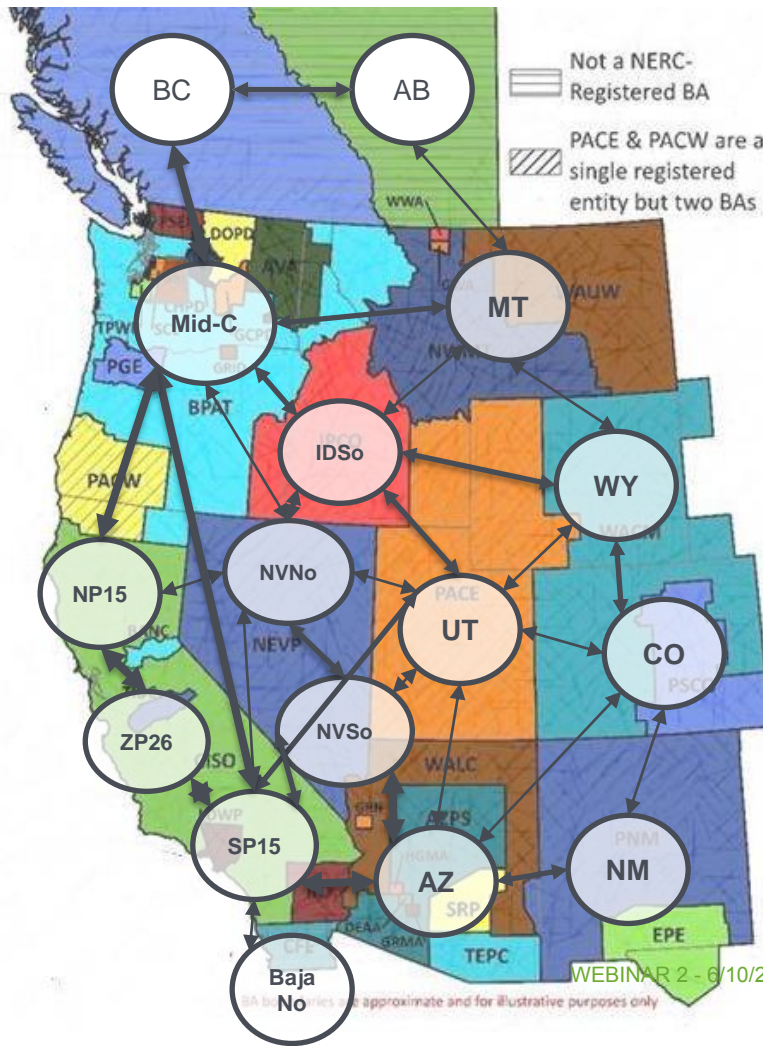 BC
AB
Not a NERC-
Registered BA
PACE & PACW are a
single registered
entity but two BAs
WWA
DOPD
AVA
Mid-C
MT
WAUW
TPWR
PGE
BPAT
IDSo
WY
PACW
WACM
NP15
NVNo
PACE
UT
NEVP
BANC
CO
PSCO
ZP26
CISO
NVSo
WALC
AZPS
SP15
HGMA
AZ
NM
PNM
SRP
DEAA
GRMA
CFE
TEPC
EPE
Baja
No
WEBINAR 2 - 6/10/2
BA boundaries are approximate and for illustrative purposes only